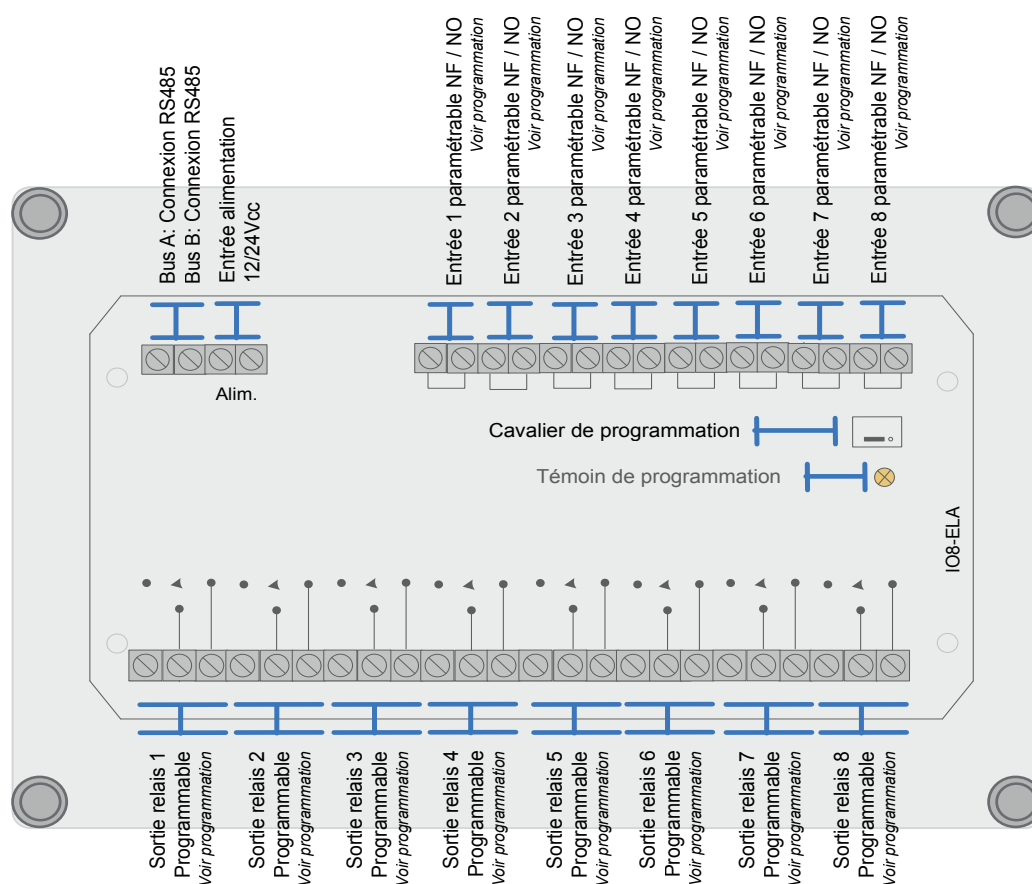 Bus A: Connexion RS485
Bus B: Connexion RS485
Entrée alimentation
12/24Vcc
Entrée 1 paramétrable NF / NO
Voir programmation
Entrée 2 paramétrable NF / NO
Voir programmation
Entrée 3 paramétrable NF / NO
Voir programmation
Entrée 4 paramétrable NF / NO
Voir programmation
Entrée 5 paramétrable NF / NO
Voir programmation
Entrée 6 paramétrable NF / NO
Voir programmation
Entrée 7 paramétrable NF / NO
Voir programmation
Entrée 8 paramétrable NF / NO
Voir programmation
Alim.
Cavalier de programmation
Témoin de programmation
IO8-ELA
Sortie relais 1
Programmable
Voir programmation
Sortie relais 2
Programmable
Voir programmation
Sortie relais 3
Programmable
Voir programmation
Sortie relais 4
Programmable
Voir programmation
Sortie relais 5
Programmable
Voir programmation
Sortie relais 6
Programmable
Voir programmation
Sortie relais 7
Programmable
Voir programmation
Sortie relais 8
Programmable
Voir programmation